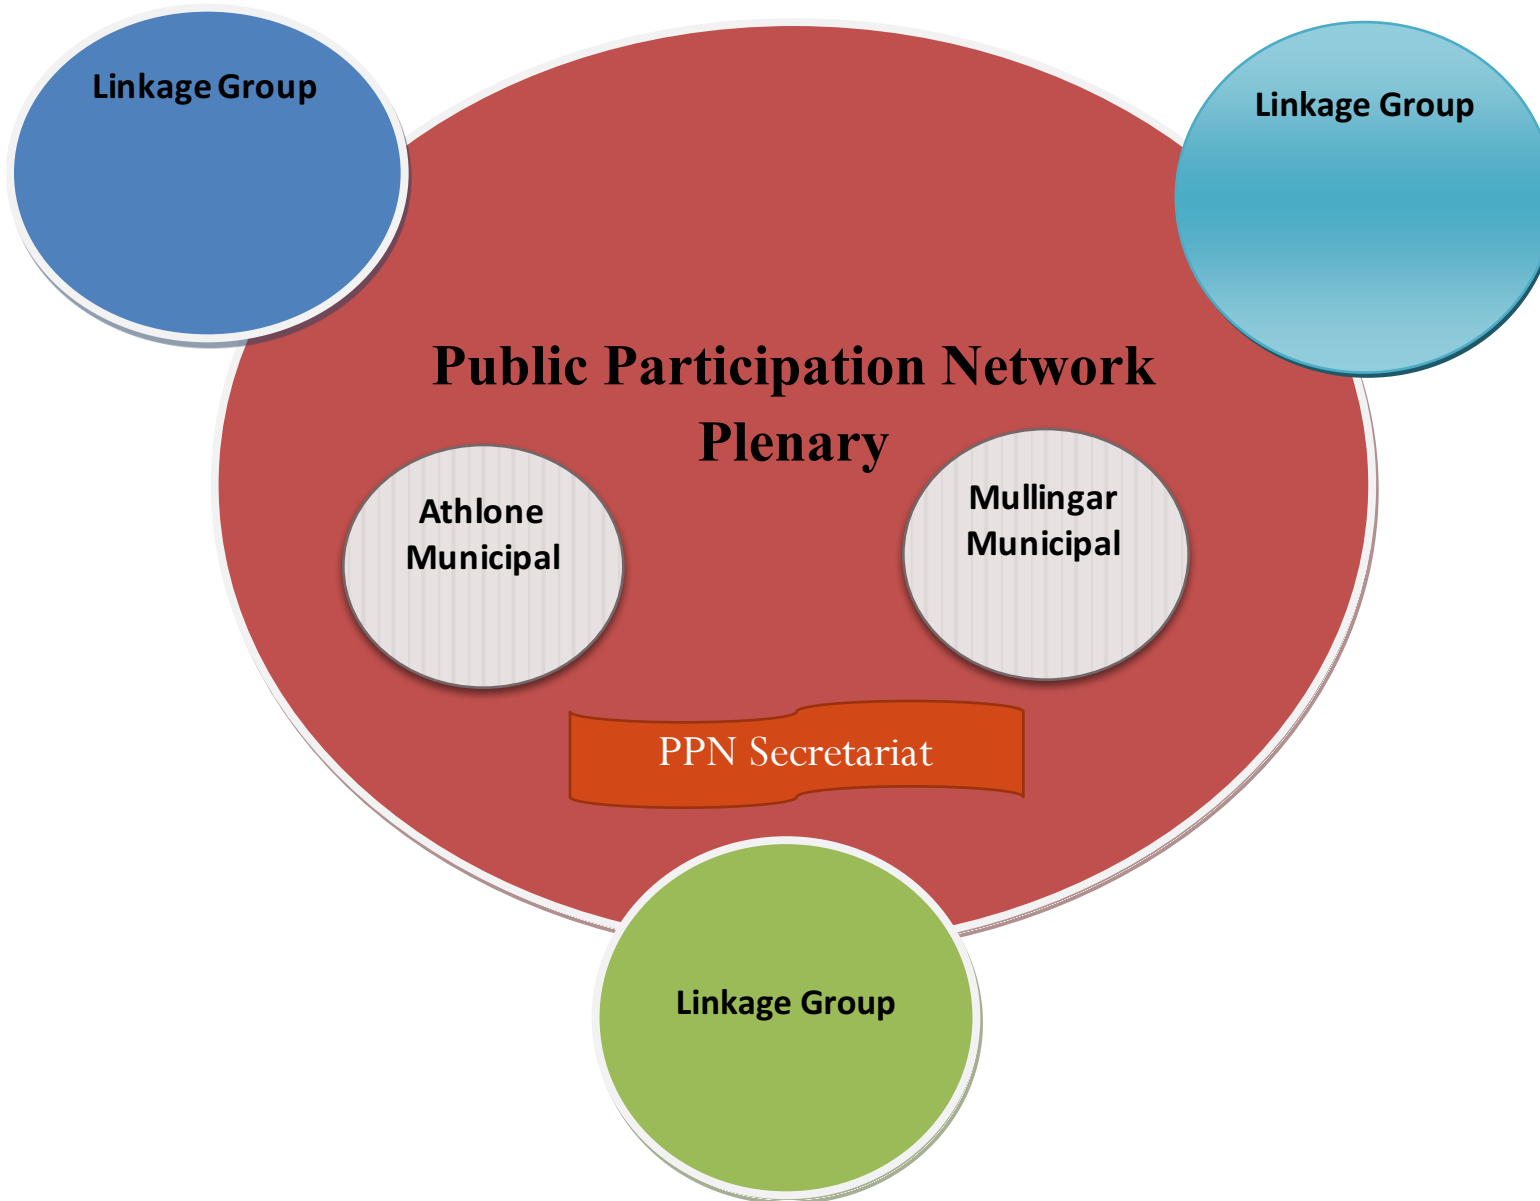 Linkage Group
Linkage Group
Public Participation Network
Plenary
Athlone
Municipal
Mullingar
Municipal
PPN Secretariat
Linkage Group